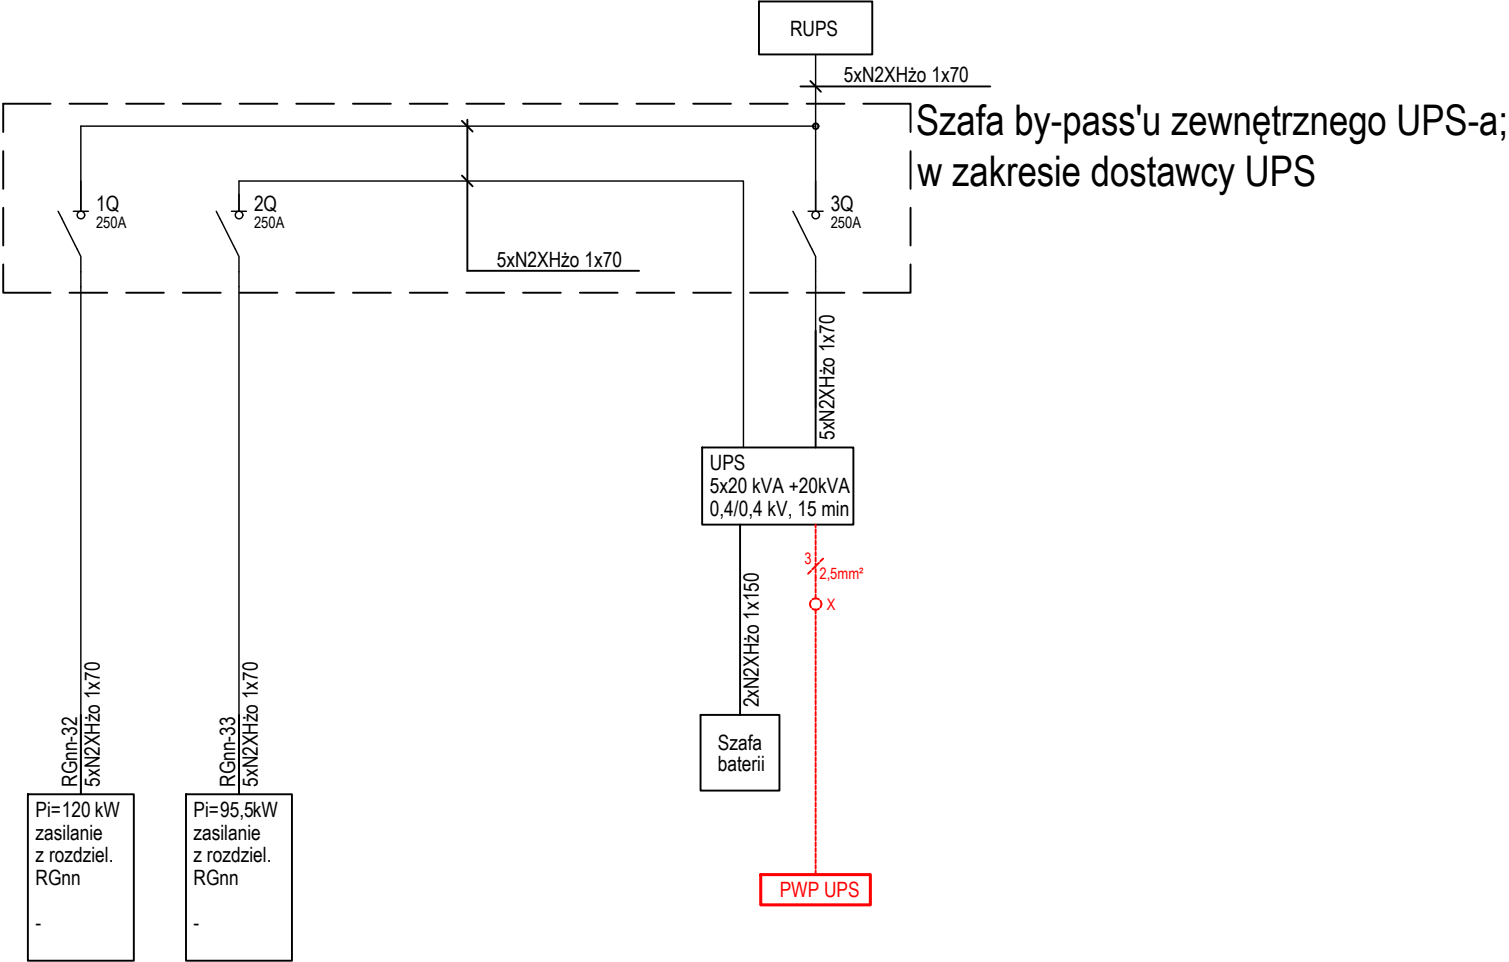 RUPS
5xN2XHżo 1x70
Szafa by-pass'u zewnętrznego UPS-a;
w zakresie dostawcy UPS
1Q
250A
2Q
250A
3Q
250A
5xN2XHżo 1x70
5xN2XHżo 1x70
UPS
5x20 kVA +20kVA
0,4/0,4 kV, 15 min
3
2,5mm²
X
2xN2XHżo 1x150
RGnn-32
5xN2XHżo 1x70
RGnn-33
5xN2XHżo 1x70
Szafa
baterii
Pi=120 kW
zasilanie
z rozdziel.
RGnn
-
Pi=95,5kW
zasilanie
z rozdziel.
RGnn
-
PWP UPS